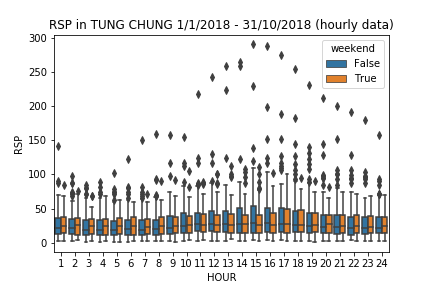 RSP in TUNG CHUNG 1/1/2018 - 31/10/2018 (hourly data)
300
250
200
150
100
50
0
RSP
weekend
False
True
1 2 3 4 5 6 7 8 9 10 11 12 13 14 15 16 17 18 19 20 21 22 23 24
HOUR